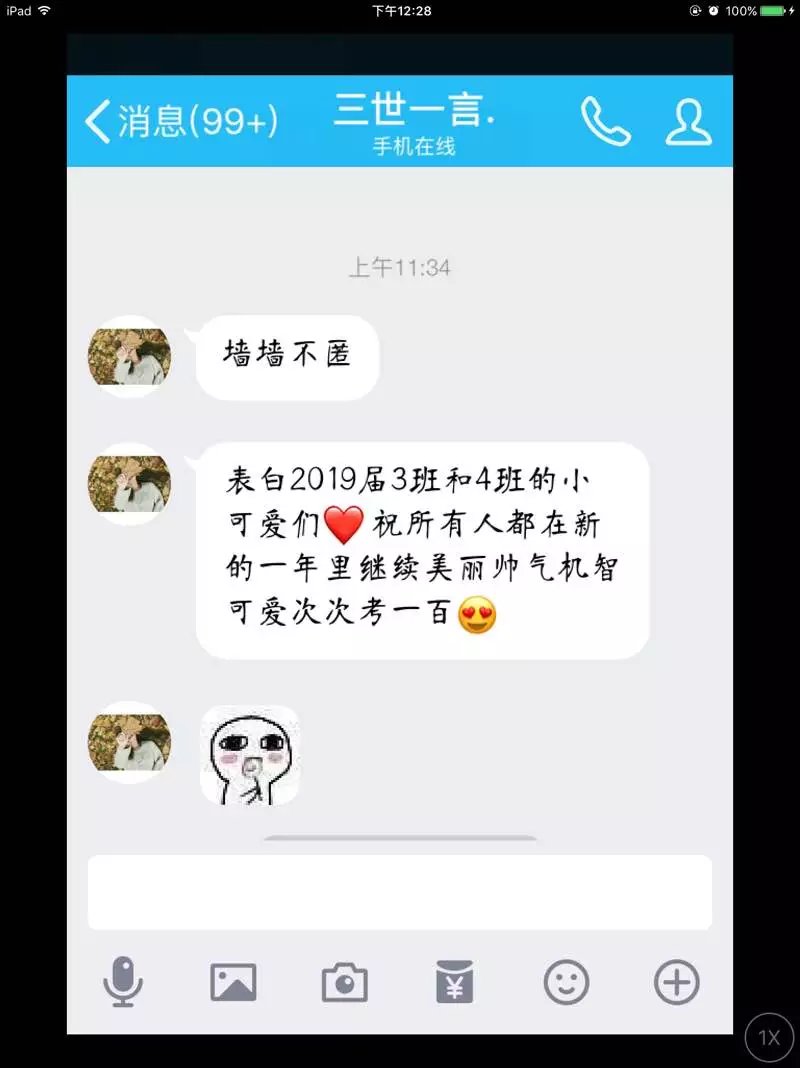 iPad
下午12:28
100%
消息(99+)
三世一言.
手机在线
上午11:34
墙墙不匿
表白2019届3班和4班的小
可爱们❤️祝所有人都在新
的一年里继续美丽帅气机智
可爱次次考一百😍
¥
1X